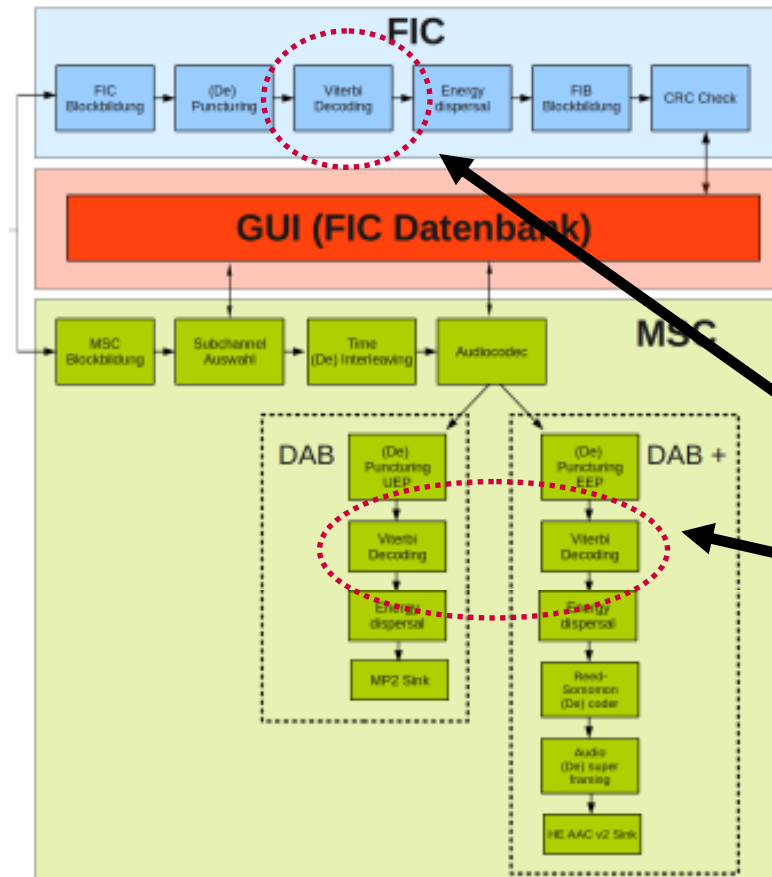 FIC
FIC
Blockbildung
(De)
Puncturing
Viterbi
Decoding
Energy
dispersal
FIB
Blockbildung
CRC Check
GUI (FIC Datenbank)
MSC
MSC
Blockbildung
Subchannel
Auswahl
Time
(De) Interleaving
Audiocodec
DAB
(De)
Puncturing
UEP
Viterbi
Decoding
Energy
dispersal
MP2 Sink
DAB +
(De)
Puncturing
EEP
Viterbi
Decoding
Energy
dispersal
Reed-
Somomon
(De) coder
Audio
(De) super
framing
HE AAC v2 Sink